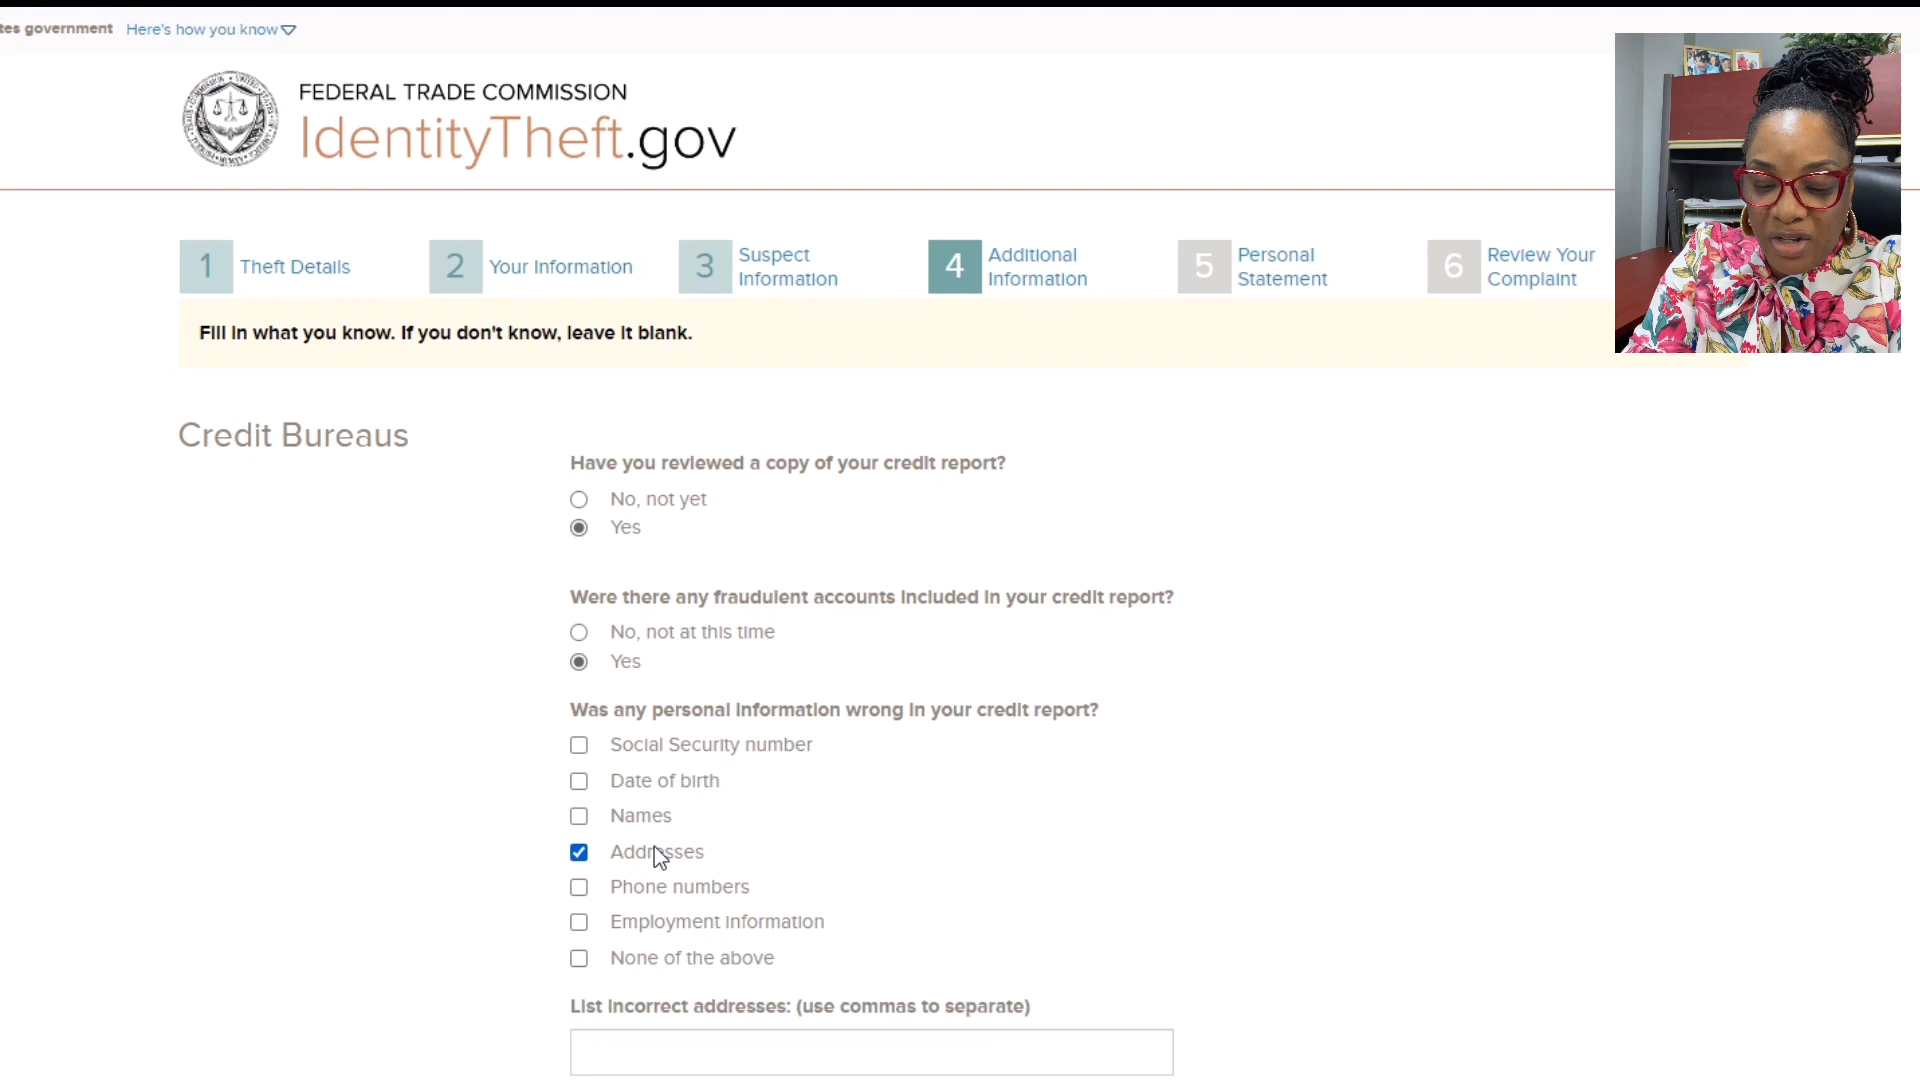 tes government Here's how you know
FEDERAL TRADE COMMISSION
IdentityTheft.gov
1 Theft Details
2 Your Information
3 Suspect Information
4 Additional Information
5 Personal Statement
6 Review Your Complaint
Fill in what you know. If you don't know, leave it blank.
Credit Bureaus
Have you reviewed a copy of your credit report?
No, not yet
Yes
Were there any fraudulent accounts included in your credit report?
No, not at this time
Yes
Was any personal information wrong in your credit report?
Social Security number
Date of birth
Names
Addresses
Phone numbers
Employment information
None of the above
List incorrect addresses: (use commas to separate)